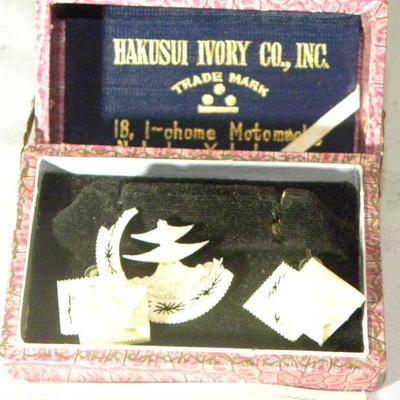 HAKUSUI IVORY CO., INC.
TRADE MARK
18, 1~chome Motomachi